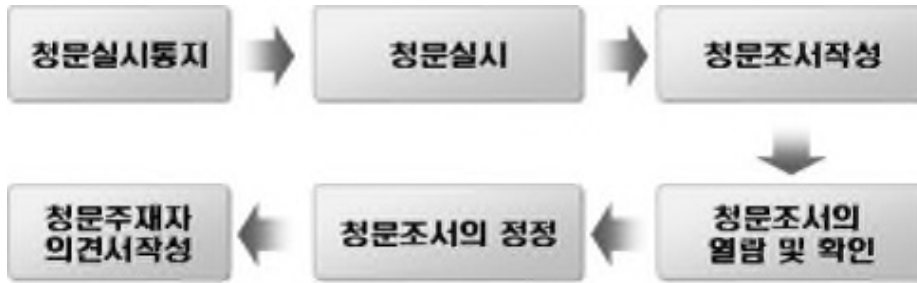 청문실시통지
청문실시
청문조서작성
청문조서의
열람 및 확인
청문조서의 정정
청문주재자
의견서작성